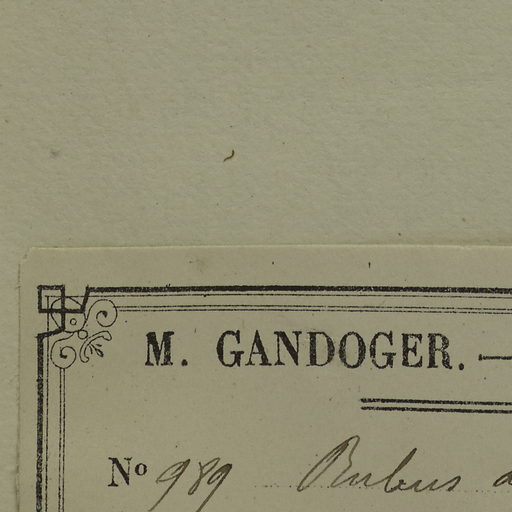 M. GANDOGER. —
Nº 989 Rubus